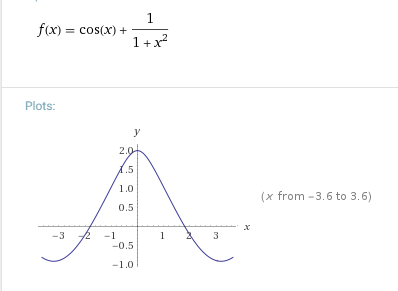 f(x) = cos(x) + 1/(1 + x²)
Plots:
y
2.0
1.5
1.0
0.5
(x from −3.6 to 3.6)
x
−3 −2 −1 1 2 3
−0.5
−1.0